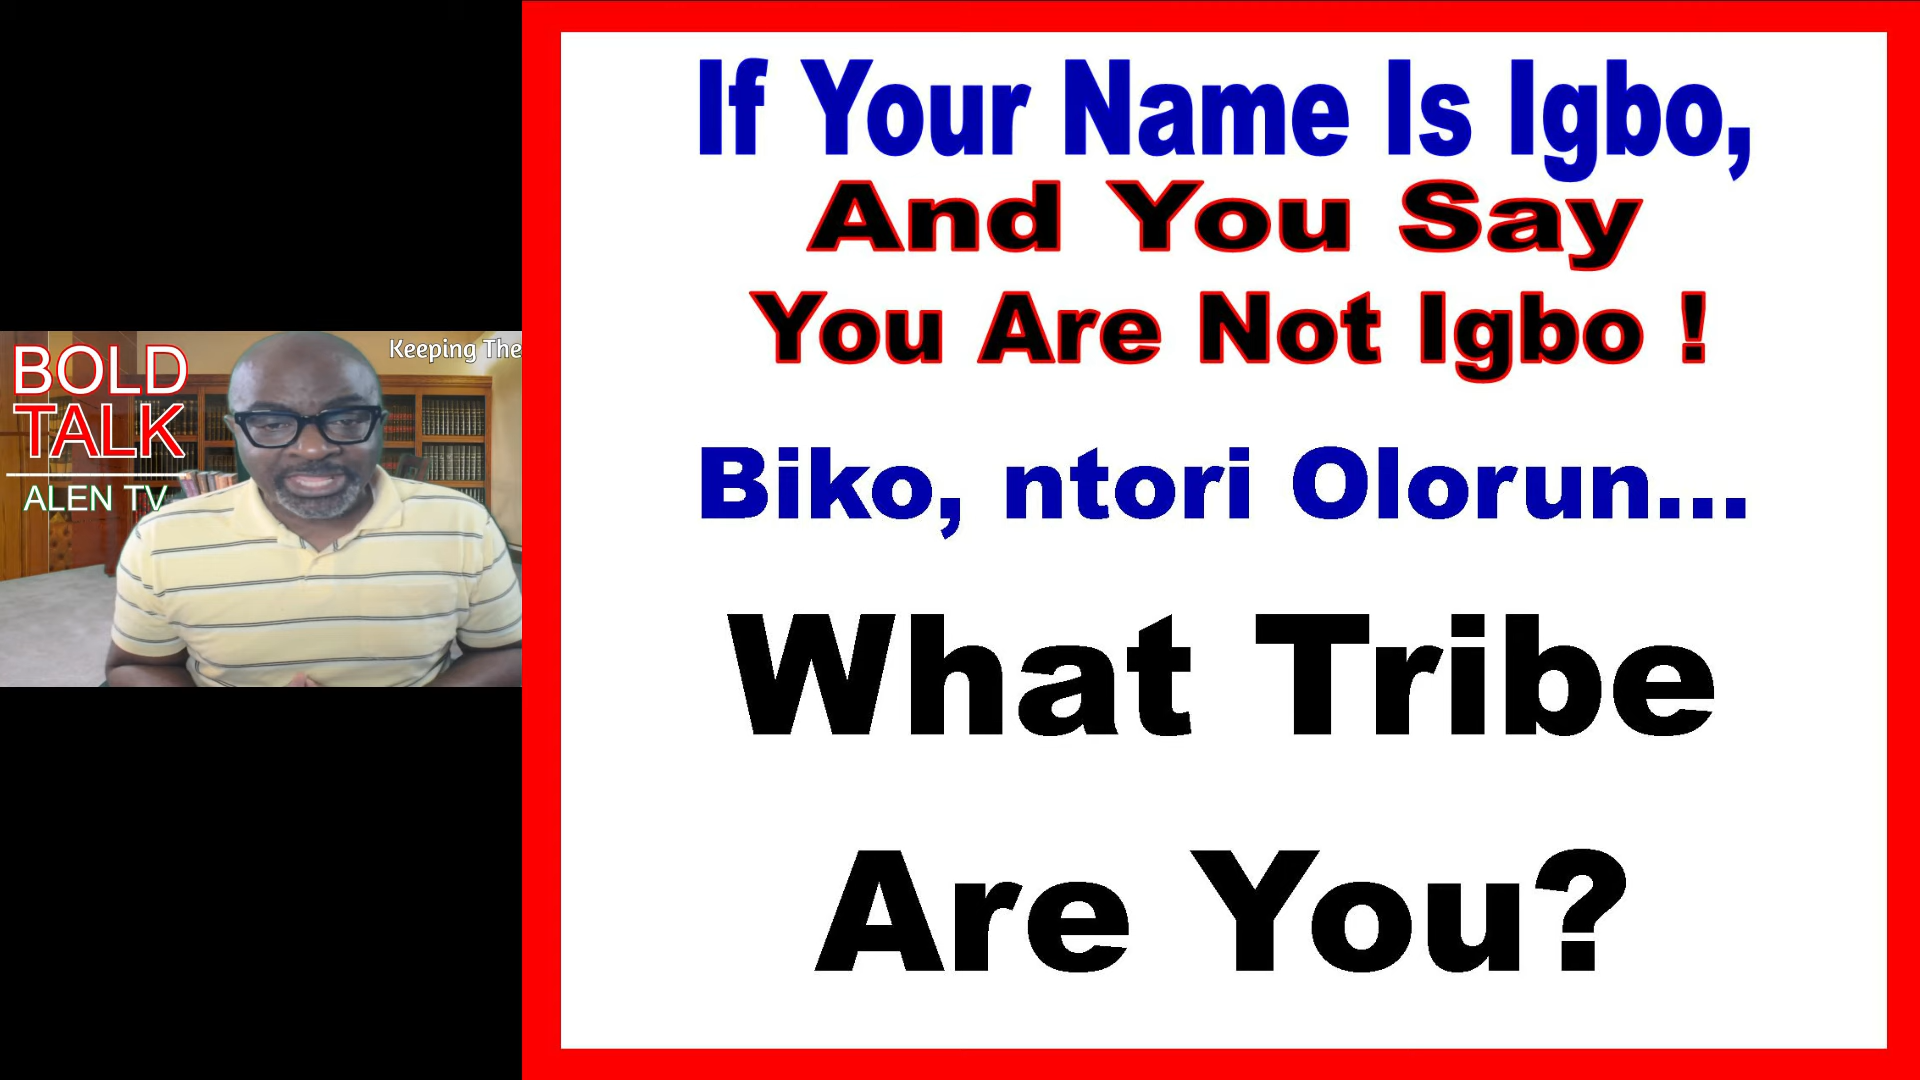 BOLD
TALK
ALEN TV
Keeping The
If Your Name Is Igbo,
And You Say
You Are Not Igbo !
Biko, ntori Olorun...
What Tribe
Are You?